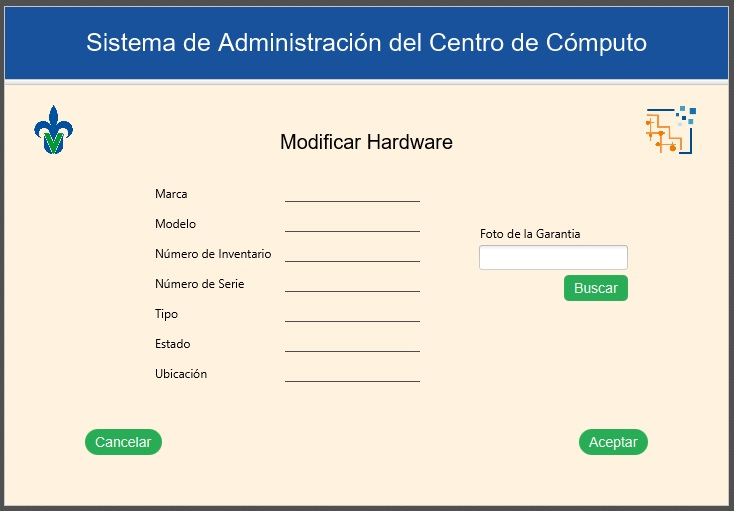 Sistema de Administración del Centro de Cómputo
Modificar Hardware
Marca
Modelo
Número de Inventario
Número de Serie
Tipo
Estado
Ubicación
Foto de la Garantia
Buscar
Cancelar
Aceptar